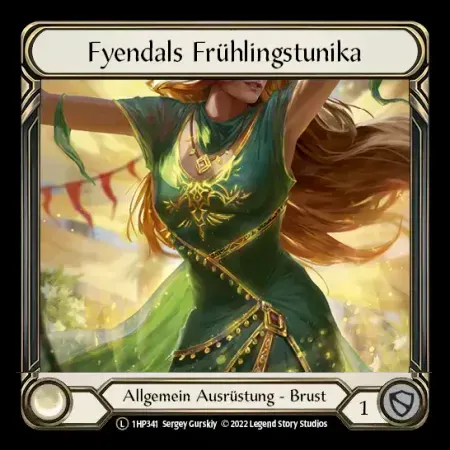 Fyendals Frühlingstunika
Allgemein Ausrüstung - Brust
1
L 1HP341 Sergey Gurskiy © 2022 Legend Story Studios